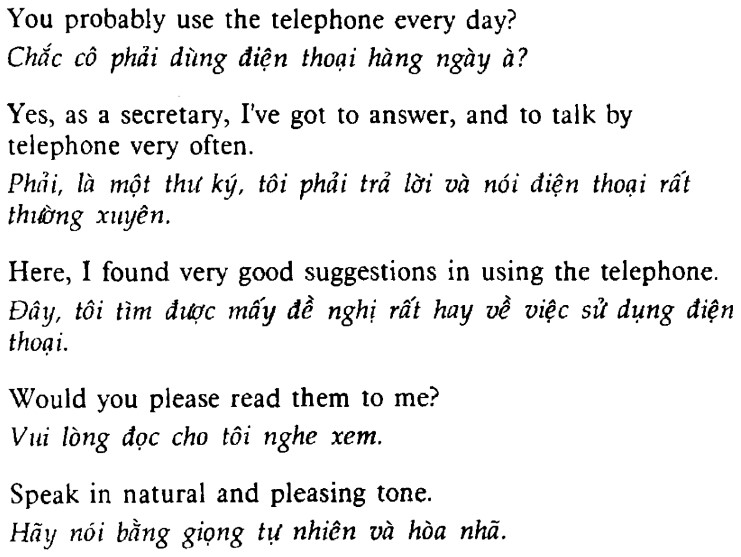 You probably use the telephone every day?
Chắc cô phải dùng điện thoại hàng ngày à?
Yes, as a secretary, I've got to answer, and to talk by
telephone very often.
Phải, là một thư ký, tôi phải trả lời và nói điện thoại rất
thường xuyên.
Here, I found very good suggestions in using the telephone.
Đây, tôi tìm được mấy đề nghị rất hay về việc sử dụng điện
thoại.
Would you please read them to me?
Vui lòng đọc cho tôi nghe xem.
Speak in natural and pleasing tone.
Hãy nói bằng giọng tự nhiên và hòa nhã.